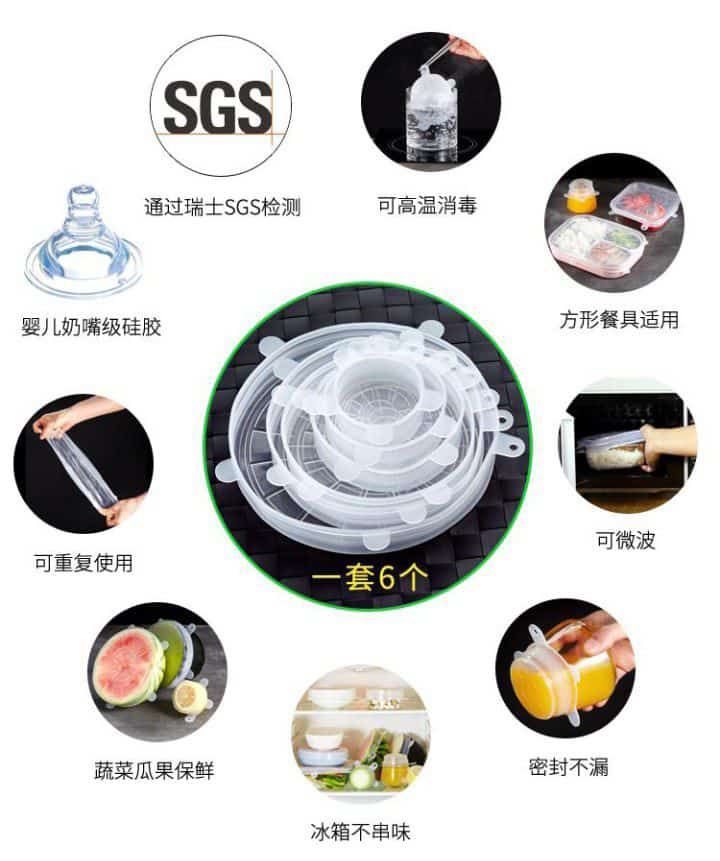 SGS
通过瑞士SGS检测
可高温消毒
婴儿奶嘴级硅胶
方形餐具适用
可重复使用
一套6个
可微波
蔬菜瓜果保鲜
密封不漏
冰箱不串味